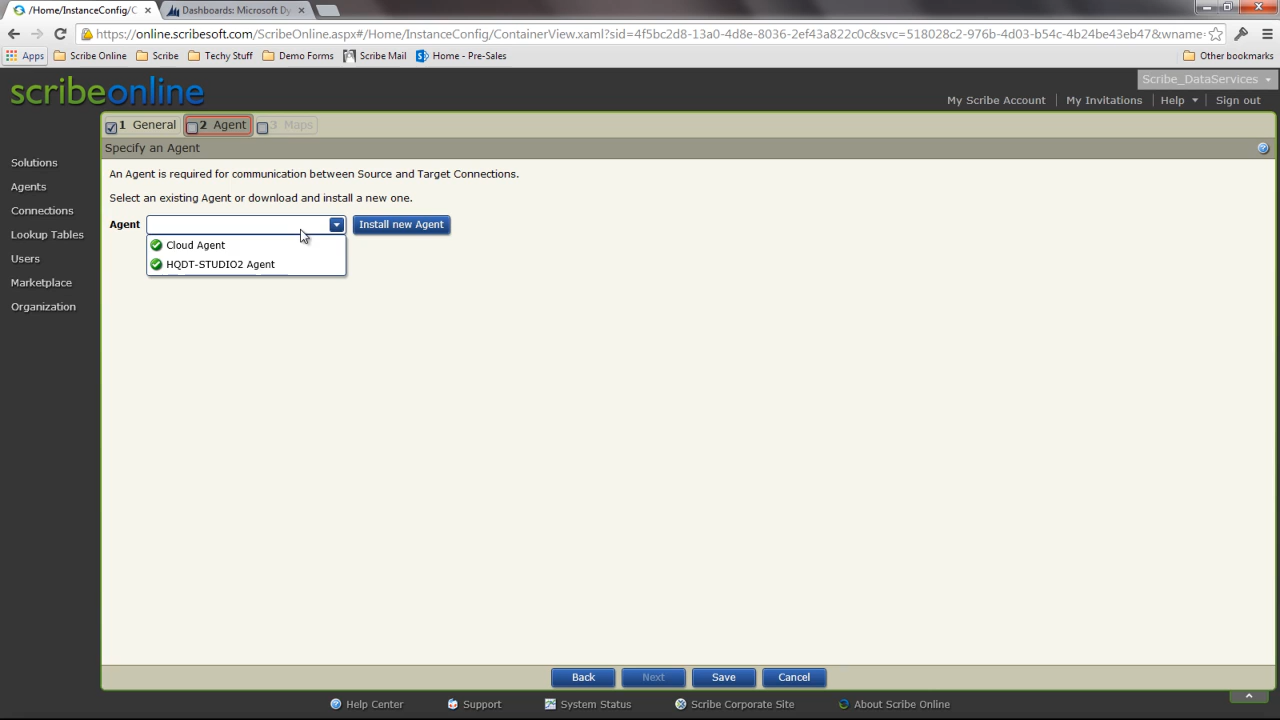 /Home/InstanceConfig/C
Dashboards: Microsoft Dy
https://online.scribesoft.com/ScribeOnline.aspx#/Home/InstanceConfig/ContainerView.xaml?sid=4f5bc2d8-13a0-4d8e-8036-2ef43a822c0c&svc=518028c2-976b-4d03-b54c-4b24be43eb47&wname=
Apps Scribe Online Scribe Techy Stuff Demo Forms Scribe Mail Home - Pre-Sales Other bookmarks
scribeonline
Scribe_DataServices
My Scribe Account My Invitations Help Sign out
1 General 2 Agent 3 Maps
Specify an Agent
Solutions
Agents
Connections
Lookup Tables
Users
Marketplace
Organization
An Agent is required for communication between Source and Target Connections.
Select an existing Agent or download and install a new one.
Agent Install new Agent
Cloud Agent
HQDT-STUDIO2 Agent
Back Next Save Cancel
Help Center Support System Status Scribe Corporate Site About Scribe Online